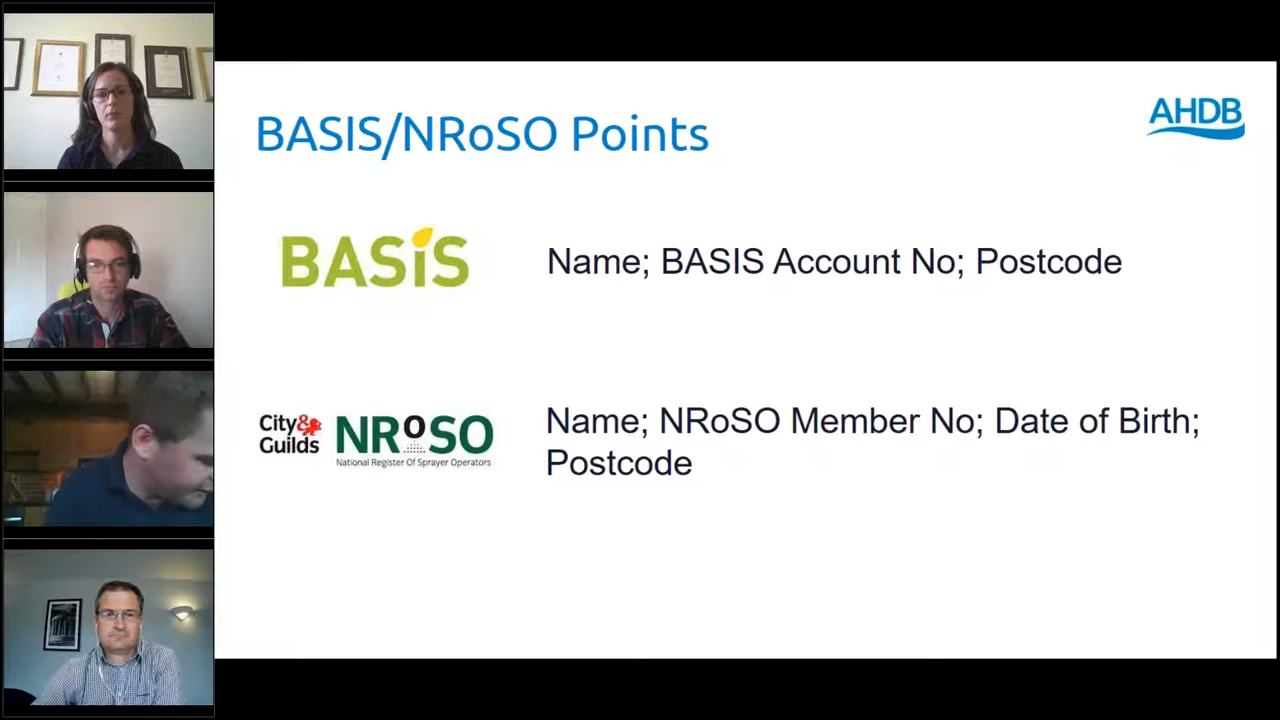 BASIS/NRoSO Points
AHDB
BASIS
Name; BASIS Account No; Postcode
City&
Guilds
NRoSO
National Register Of Sprayer Operators
Name; NRoSO Member No; Date of Birth;
Postcode